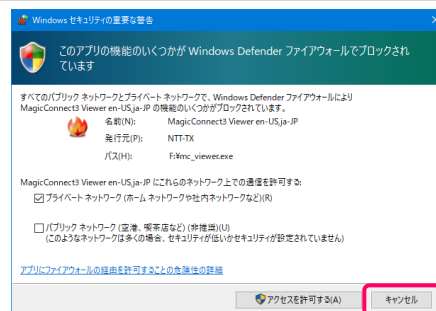 Windows セキュリティの重要な警告
このアプリの機能のいくつかが Windows Defender ファイアウォールでブロックされ
ています
すべてのパブリック ネットワークとプライベート ネットワークで、Windows Defender ファイアウォールにより
MagicConnect3 Viewer en-US,ja-JP の機能のいくつかがブロックされています。
名前(N): MagicConnect3 Viewer en-US,ja-JP
発行元(P): NTT-TX
パス(H): F:¥mc_viewer.exe
MagicConnect3 Viewer en-US,ja-JP にこれらのネットワーク上での通信を許可する:
プライベート ネットワーク (ホーム ネットワークや社内ネットワークなど)(R)
パブリック ネットワーク (空港、喫茶店など) (非推奨)(U)
(このようなネットワークは多くの場合、セキュリティが低いかセキュリティが設定されていません)
アプリにファイアウォールの経由を許可することの危険性の詳細
アクセスを許可する(A) キャンセル